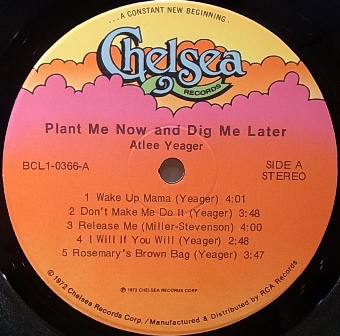 ...A CONSTANT NEW BEGINNING.
Chelsea
RECORDS
Plant Me Now and Dig Me Later
Atlee Yeager
BCL1-0366-A
SIDE A
STEREO
1 Wake Up Mama (Yeager) 4:01
2 Don't Make Me Do It (Yeager) 3:48
3 Release Me (Miller-Stevenson) 4:00
4 I Will If You Will (Yeager) 2:48
5 Rosemary's Brown Bag (Yeager) 3:47
℗ 1973 CHELSEA RECORDS CORP.
© 1972 Chelsea Records Corp./Manufactured & Distributed by RCA Records